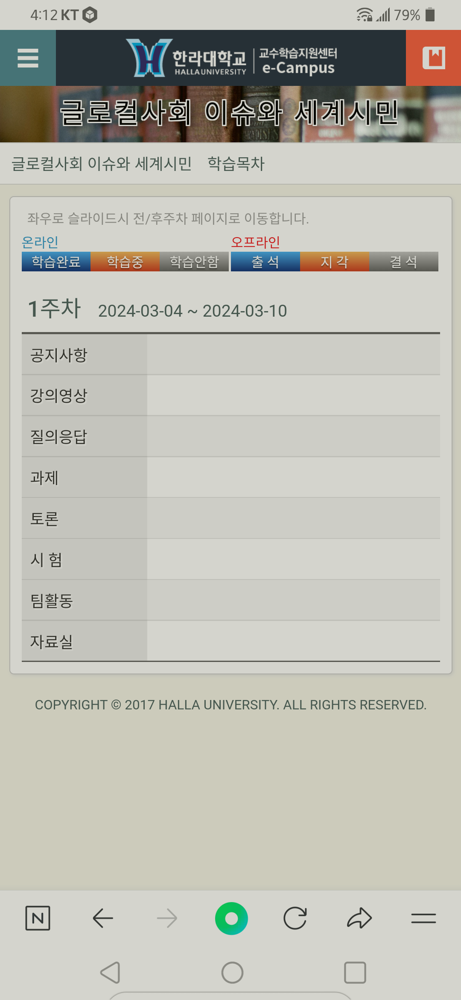 4:12 KT 79%
한라대학교 교수학습지원센터
HALLA UNIVERSITY e-Campus
글로컬사회 이슈와 세계시민
글로컬사회 이슈와 세계시민 학습목차
좌우로 슬라이드시 전/후주차 페이지로 이동합니다.
온라인 오프라인
학습완료 학습중 학습안함 출 석 지 각 결 석
1주차 2024-03-04 ~ 2024-03-10
공지사항
강의영상
질의응답
과제
토론
시 험
팀활동
자료실
COPYRIGHT © 2017 HALLA UNIVERSITY. ALL RIGHTS RESERVED.
N